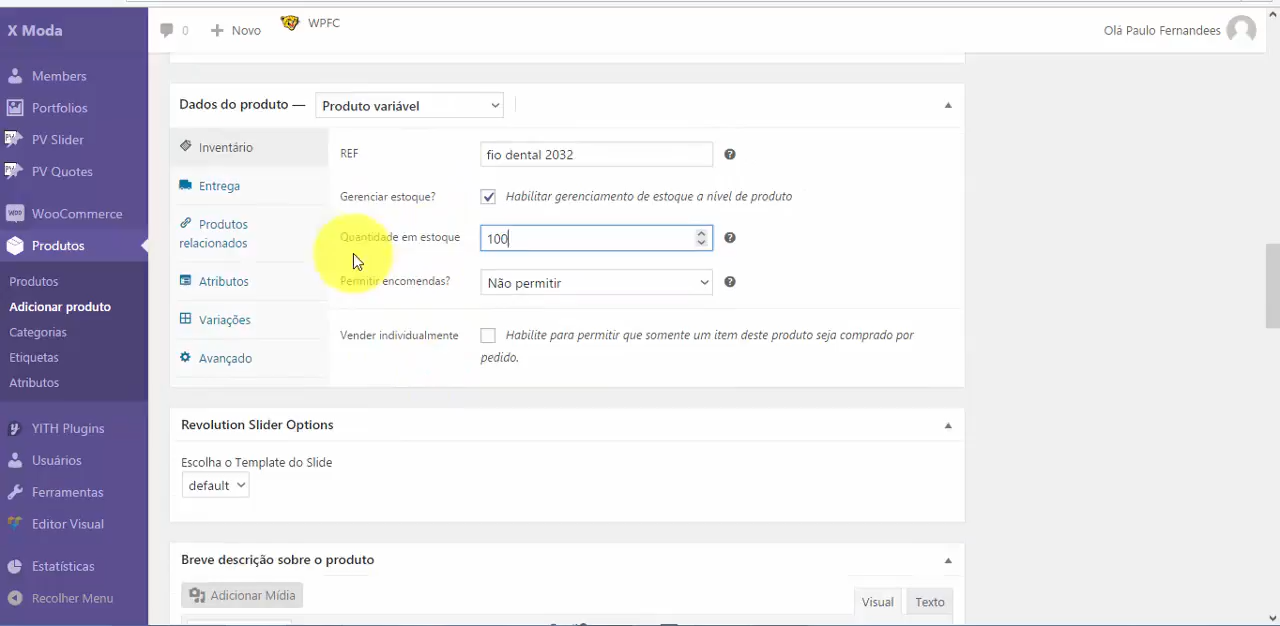 X Moda
0
Novo
WPFC
Olá Paulo Fernandees
Members
Portfolios
PV Slider
PV Quotes
WooCommerce
Produtos
Produtos
Adicionar produto
Categorias
Etiquetas
Atributos
YITH Plugins
Usuários
Ferramentas
Editor Visual
Estatísticas
Recolher Menu
Dados do produto — Produto variável
Inventário
Entrega
Produtos
relacionados
Atributos
Variações
Avançado
REF fio dental 2032
Gerenciar estoque? Habilitar gerenciamento de estoque a nível de produto
Quantidade em estoque 100
Permitir encomendas? Não permitir
Vender individualmente Habilite para permitir que somente um item deste produto seja comprado por
pedido.
Revolution Slider Options
Escolha o Template do Slide
default
Breve descrição sobre o produto
Adicionar Mídia
Visual Texto